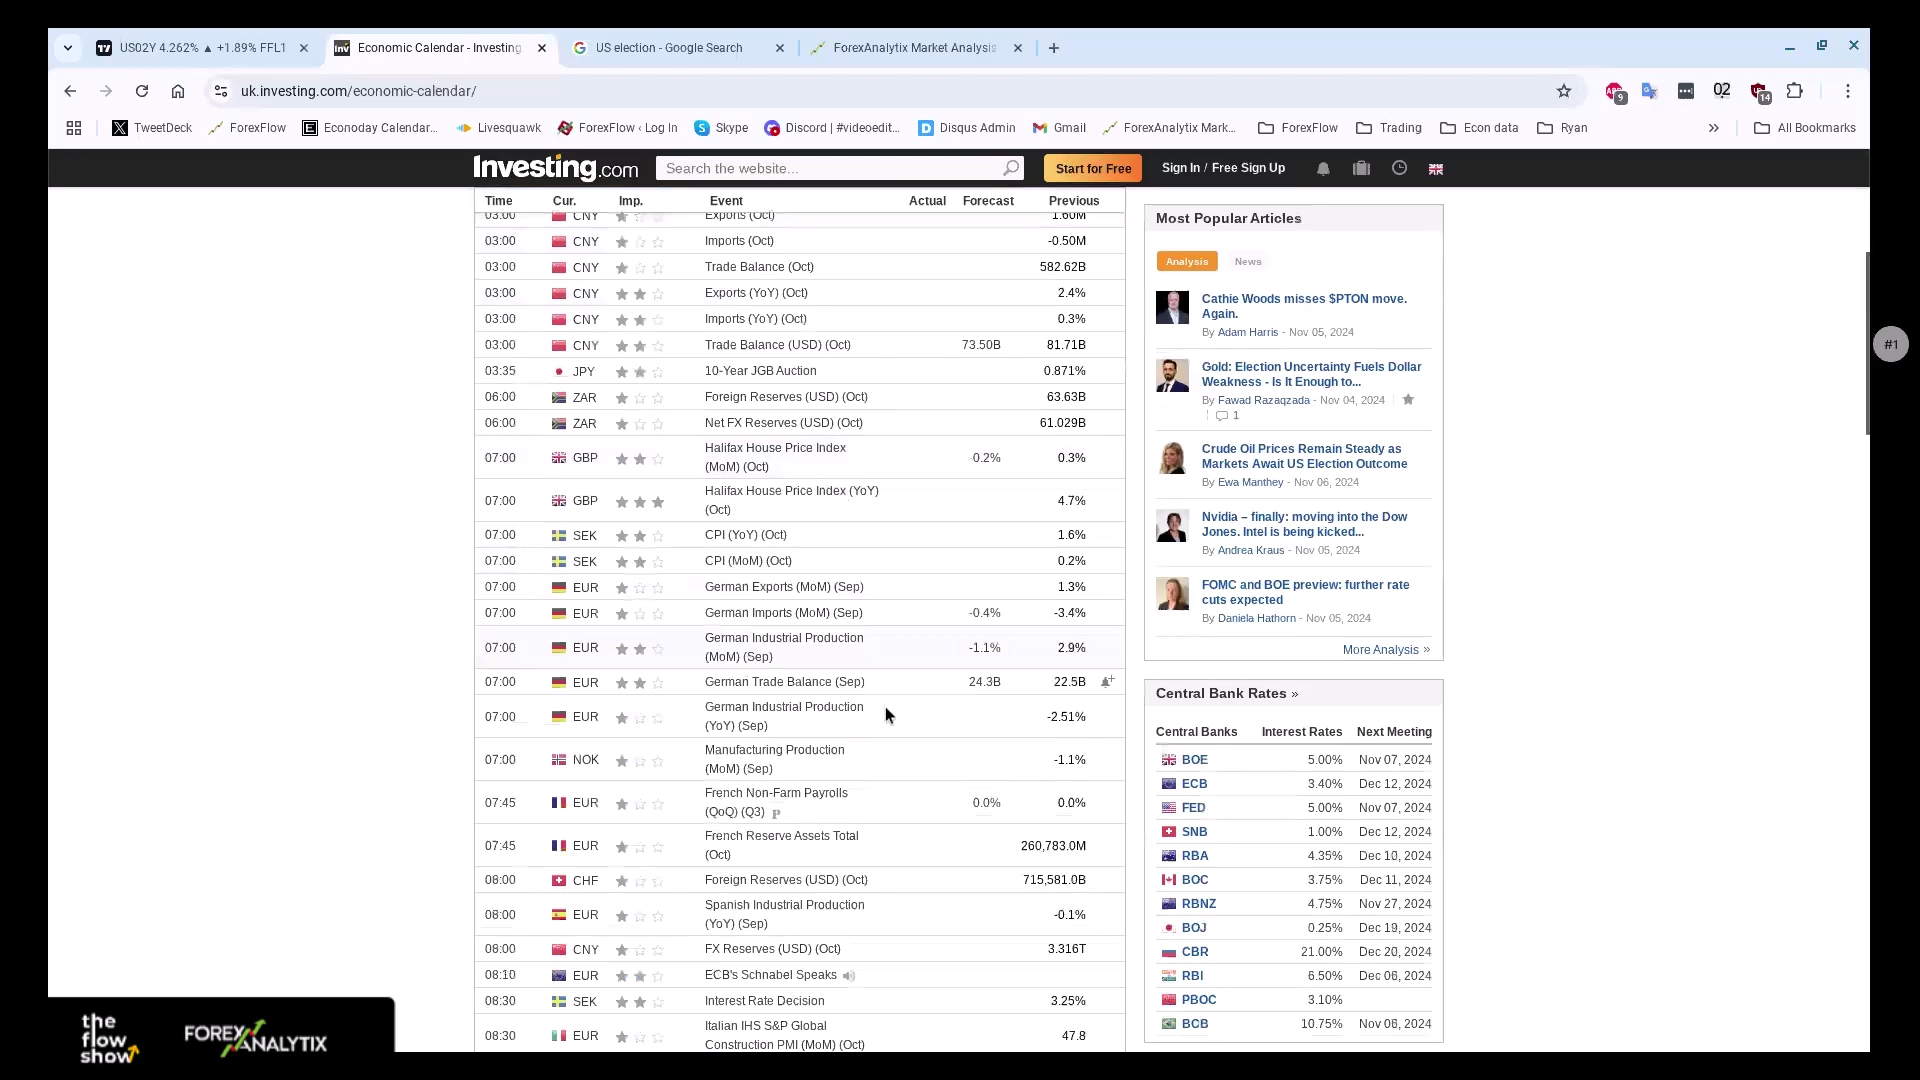 US02Y 4.262% ▲ +1.89% FFL1
Economic Calendar - Investing
US election - Google Search
ForexAnalytix Market Analysis
uk.investing.com/economic-calendar/
9
02
14
TweetDeck
ForexFlow
Econoday Calendar...
Livesquawk
ForexFlow ‹ Log In
Skype
Discord | #videoedit...
Disqus Admin
Gmail
ForexAnalytix Mark...
ForexFlow
Trading
Econ data
Ryan
»
All Bookmarks
Investing.com
Search the website...
Start for Free
Sign In / Free Sign Up
Time Cur. Imp. Event Actual Forecast Previous
03:00 CNY Exports (Oct) 1.60M
03:00 CNY Imports (Oct) -0.50M
03:00 CNY Trade Balance (Oct) 582.62B
03:00 CNY Exports (YoY) (Oct) 2.4%
03:00 CNY Imports (YoY) (Oct) 0.3%
03:00 CNY Trade Balance (USD) (Oct) 73.50B 81.71B
03:35 JPY 10-Year JGB Auction 0.871%
06:00 ZAR Foreign Reserves (USD) (Oct) 63.63B
06:00 ZAR Net FX Reserves (USD) (Oct) 61.029B
07:00 GBP Halifax House Price Index
(MoM) (Oct) -0.2% 0.3%
07:00 GBP Halifax House Price Index (YoY)
(Oct) 4.7%
07:00 SEK CPI (YoY) (Oct) 1.6%
07:00 SEK CPI (MoM) (Oct) 0.2%
07:00 EUR German Exports (MoM) (Sep) 1.3%
07:00 EUR German Imports (MoM) (Sep) -0.4% -3.4%
07:00 EUR German Industrial Production
(MoM) (Sep) -1.1% 2.9%
07:00 EUR German Trade Balance (Sep) 24.3B 22.5B
07:00 EUR German Industrial Production
(YoY) (Sep) -2.51%
07:00 NOK Manufacturing Production
(MoM) (Sep) -1.1%
07:45 EUR French Non-Farm Payrolls
(QoQ) (Q3) P 0.0% 0.0%
07:45 EUR French Reserve Assets Total
(Oct) 260,783.0M
08:00 CHF Foreign Reserves (USD) (Oct) 715,581.0B
08:00 EUR Spanish Industrial Production
(YoY) (Sep) -0.1%
08:00 CNY FX Reserves (USD) (Oct) 3.316T
08:10 EUR ECB's Schnabel Speaks
08:30 SEK Interest Rate Decision 3.25%
08:30 EUR Italian IHS S&P Global
Construction PMI (MoM) (Oct) 47.8
Most Popular Articles
Analysis News
Cathie Woods misses $PTON move.
Again.
By Adam Harris - Nov 05, 2024
Gold: Election Uncertainty Fuels Dollar
Weakness - Is It Enough to...
By Fawad Razaqzada - Nov 04, 2024
1
Crude Oil Prices Remain Steady as
Markets Await US Election Outcome
By Ewa Manthey - Nov 06, 2024
Nvidia – finally: moving into the Dow
Jones. Intel is being kicked...
By Andrea Kraus - Nov 05, 2024
FOMC and BOE preview: further rate
cuts expected
By Daniela Hathorn - Nov 05, 2024
More Analysis »
Central Bank Rates »
Central Banks Interest Rates Next Meeting
BOE 5.00% Nov 07, 2024
ECB 3.40% Dec 12, 2024
FED 5.00% Nov 07, 2024
SNB 1.00% Dec 12, 2024
RBA 4.35% Dec 10, 2024
BOC 3.75% Dec 11, 2024
RBNZ 4.75% Nov 27, 2024
BOJ 0.25% Dec 19, 2024
CBR 21.00% Dec 20, 2024
RBI 6.50% Dec 06, 2024
PBOC 3.10%
BCB 10.75% Nov 06, 2024
#1
the
flow
show
FOREXANALYTIX